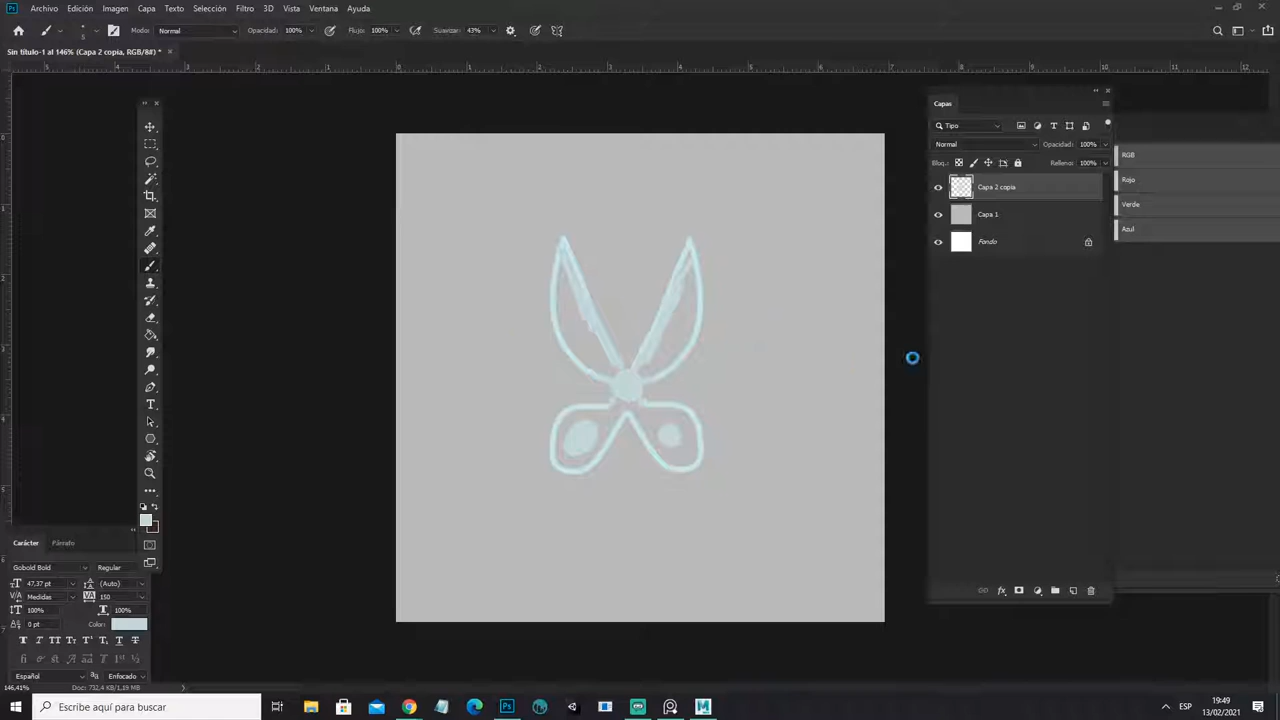 Ps Archivo Edición Imagen Capa Texto Selección Filtro 3D Vista Ventana Ayuda
5 Modo: Normal Opacidad: 100% Flujo: 100% Suavizar: 43%
Sin título-1 al 146% (Capa 2 copia, RGB/8#) * ×
Capas
Tipo
Normal Opacidad: 100%
Bloq.: Relleno: 100%
Capa 2 copia
Capa 1
Fondo
RGB
Rojo
Verde
Azul
Carácter Párrafo
Gobold Bold Regular
47,37 pt (Auto)
Medidas 150
100% 100%
0 pt Color:
Español aa Enfocado
146,41% Doc: 732,4 KB/1,19 MB
Escribe aquí para buscar
ESP
19:49
13/02/2021